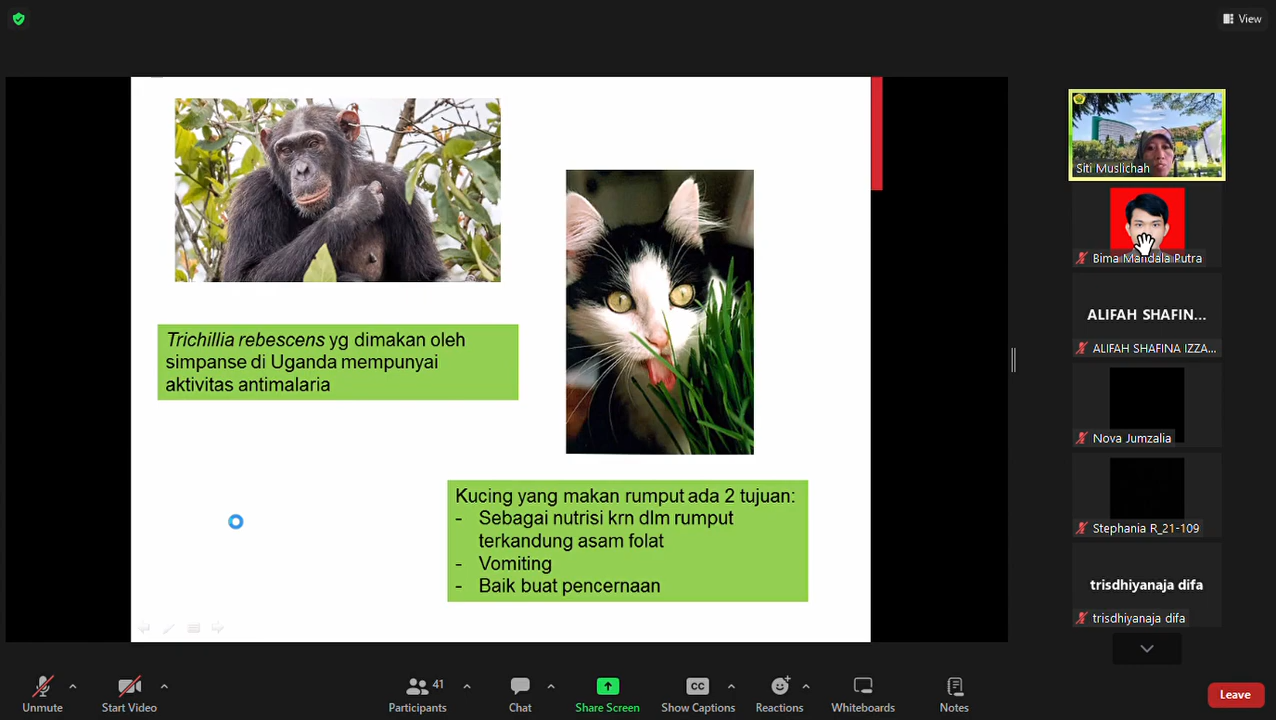 View
Trichillia rebescens yg dimakan oleh
simpanse di Uganda mempunyai
aktivitas antimalaria
Kucing yang makan rumput ada 2 tujuan:
- Sebagai nutrisi krn dlm rumput
terkandung asam folat
- Vomiting
- Baik buat pencernaan
Siti Muslichah
Bima Mandala Putra
ALIFAH SHAFIN...
ALIFAH SHAFINA IZZA...
Nova Jumzalia
Stephania R_21-109
trisdhiyanaja difa
trisdhiyanaja difa
Unmute
Start Video
41
Participants
Chat
Share Screen
CC
Show Captions
Reactions
Whiteboards
Notes
Leave